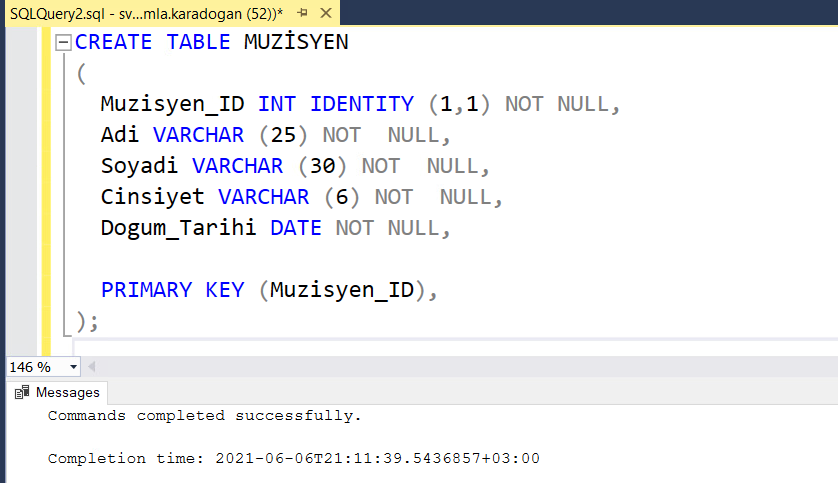 SQLQuery2.sql - sv...mla.karadogan (52))*
CREATE TABLE MUZİSYEN
(
Muzisyen_ID INT IDENTITY (1,1) NOT NULL,
Adi VARCHAR (25) NOT  NULL,
Soyadi VARCHAR (30) NOT  NULL,
Cinsiyet VARCHAR (6) NOT  NULL,
Dogum_Tarihi DATE NOT NULL,
PRIMARY KEY (Muzisyen_ID),
);
146 %
Messages
Commands completed successfully.
Completion time: 2021-06-06T21:11:39.5436857+03:00